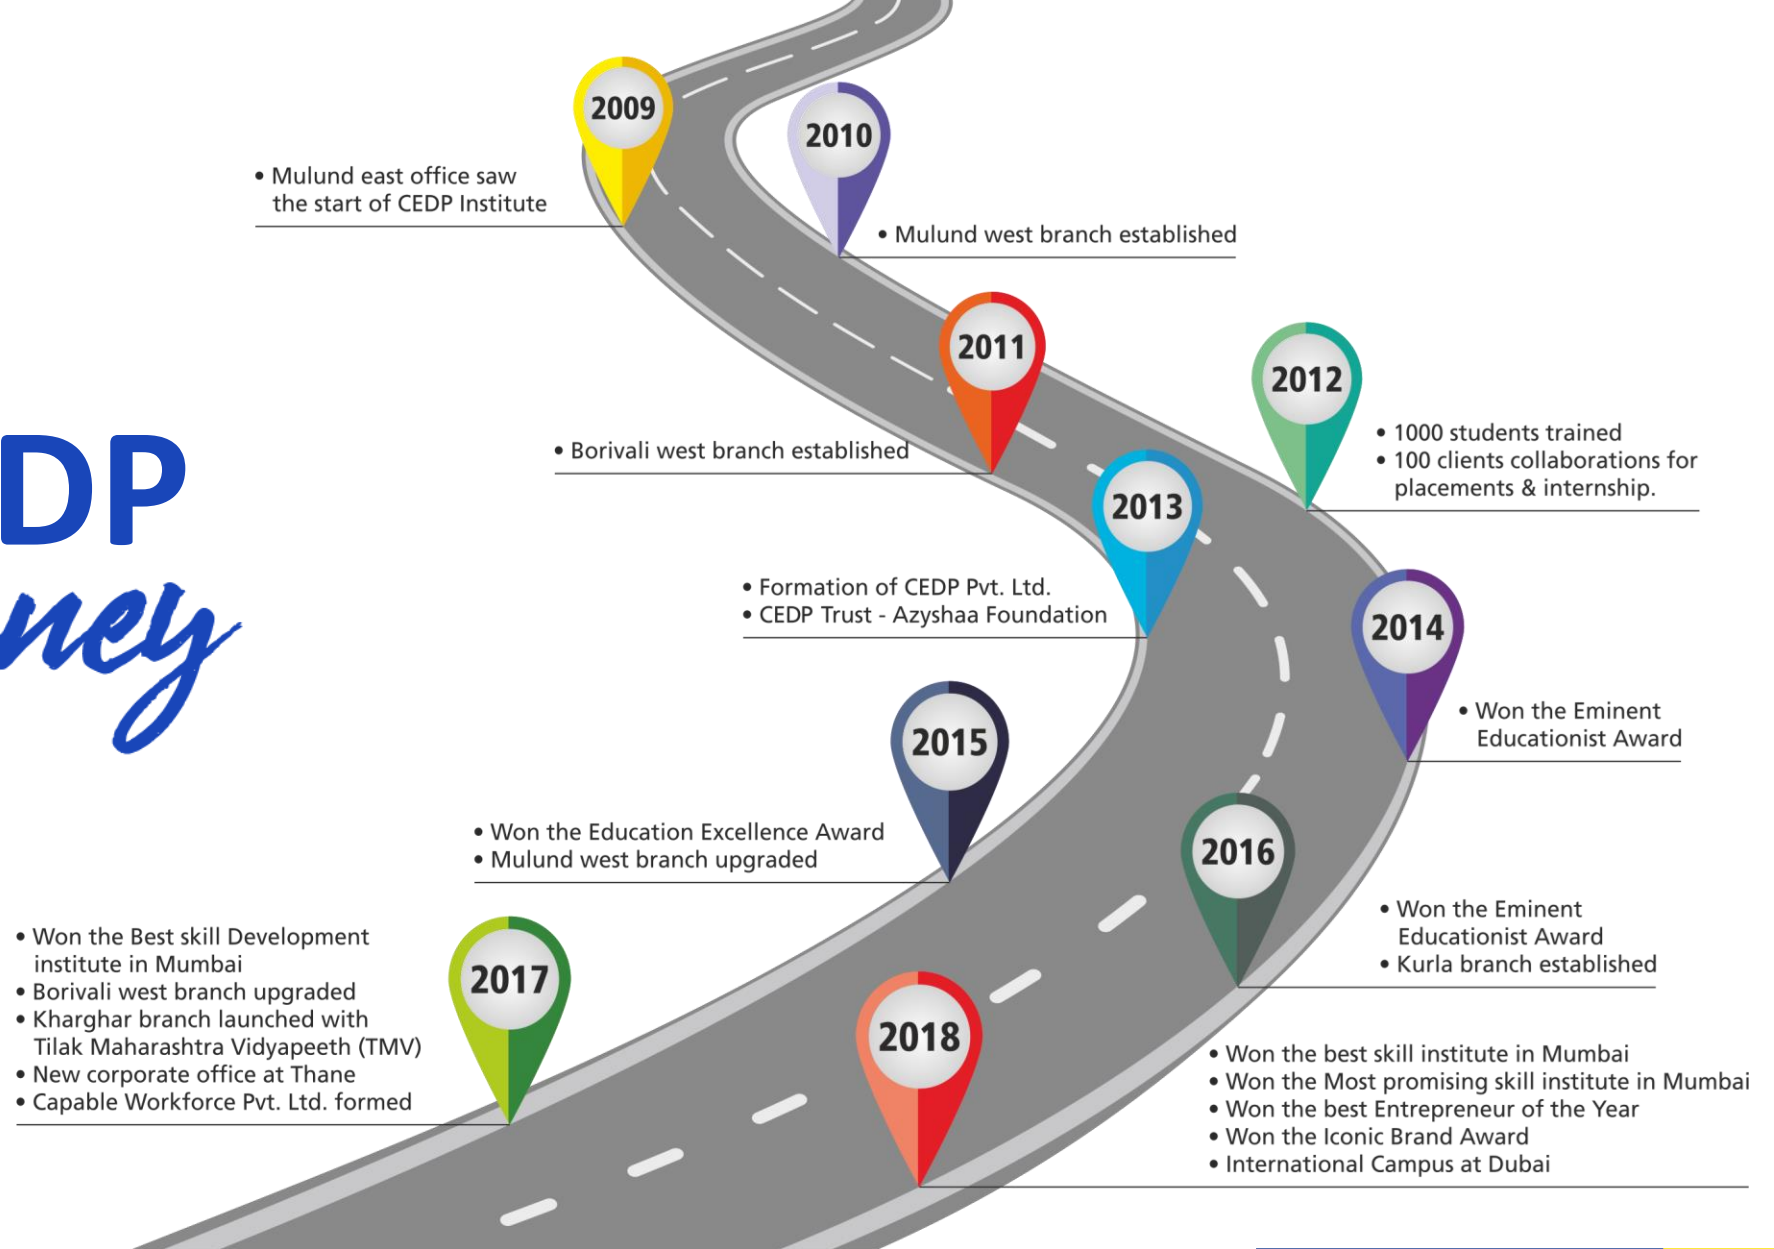 2009
• Mulund east office saw
the start of CEDP Institute
2010
• Mulund west branch established
2011
• Borivali west branch established
2012
• 1000 students trained
• 100 clients collaborations for
placements & internship.
2013
• Formation of CEDP Pvt. Ltd.
• CEDP Trust - Azyshaa Foundation
2014
• Won the Eminent
Educationist Award
DP
ney
2015
• Won the Education Excellence Award
• Mulund west branch upgraded
2016
• Won the Eminent
Educationist Award
• Kurla branch established
2017
• Won the Best skill Development
institute in Mumbai
• Borivali west branch upgraded
• Kharghar branch launched with
Tilak Maharashtra Vidyapeeth (TMV)
• New corporate office at Thane
• Capable Workforce Pvt. Ltd. formed
2018
• Won the best skill institute in Mumbai
• Won the Most promising skill institute in Mumbai
• Won the best Entrepreneur of the Year
• Won the Iconic Brand Award
• International Campus at Dubai